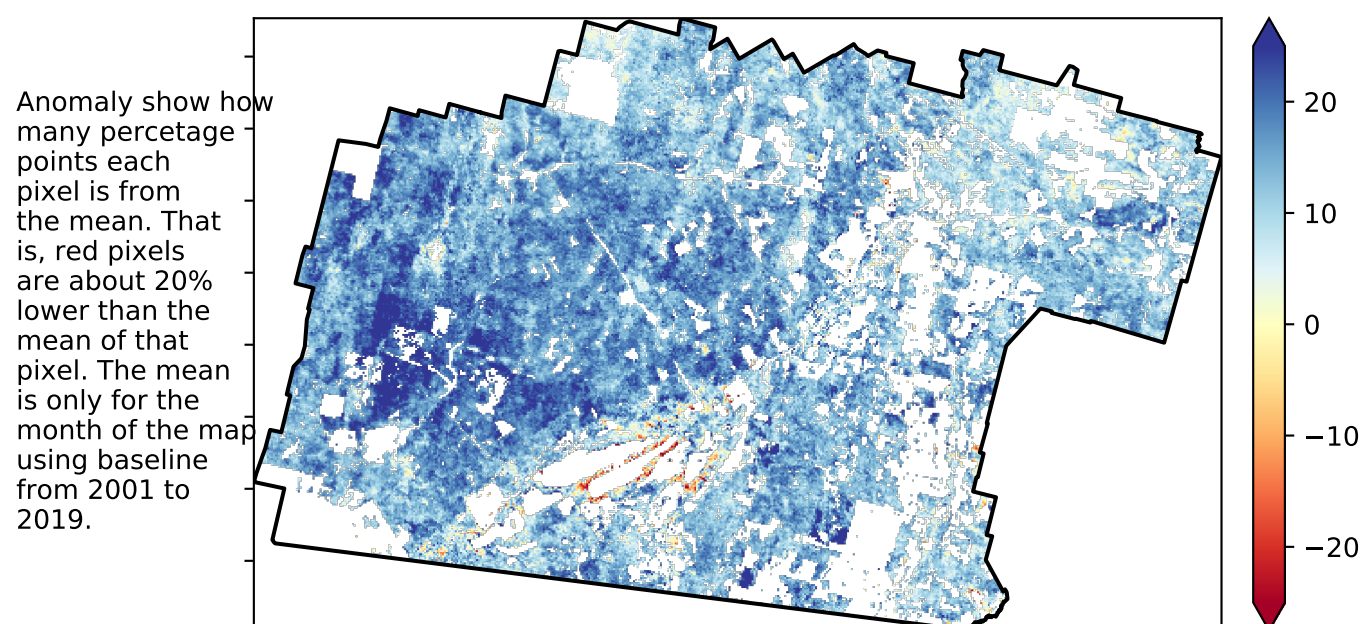 Anomaly show how
many percetage
points each
pixel is from
the mean. That
is, red pixels
are about 20%
lower than the
mean of that
pixel. The mean
is only for the
month of the map
using baseline
from 2001 to
2019.
20
10
0
−10
−20